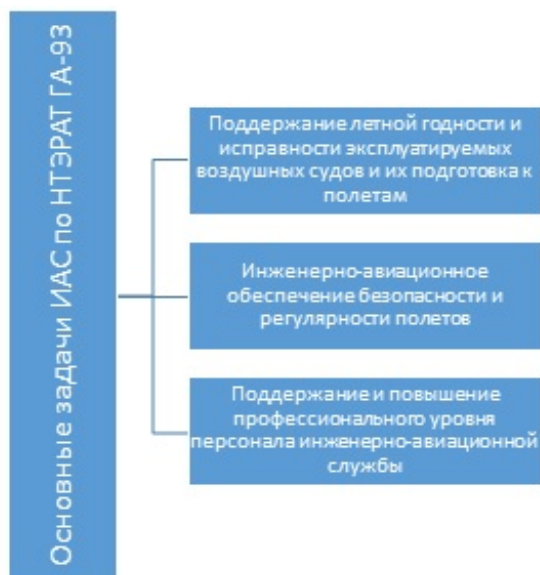 Основные задачи ИАС по НТЭРАТ ГА-93
Поддержание летной годности и
исправности эксплуатируемых
воздушных судов и их подготовка к
полетам
Инженерно-авиационное
обеспечение безопасности и
регулярности полетов
Поддержание и повышение
профессионального уровня
персонала инженерно-авиационной
службы